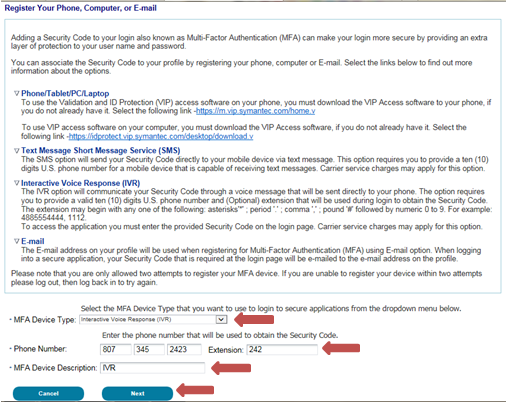 Register Your Phone, Computer, or E-mail
Adding a Security Code to your login also known as Multi-Factor Authentication (MFA) can make your login more secure by providing an extra
layer of protection to your user name and password.
You can associate the Security Code to your profile by registering your phone, computer or E-mail. Select the links below to find out more
information about the options.
Phone/Tablet/PC/Laptop
To use the Validation and ID Protection (VIP) access software on your phone, you must download the VIP Access software to your phone, if
you do not already have it. Select the following link -https://m.vip.symantec.com/home.v
To use VIP access software on your computer, you must download the VIP Access software, if you do not already have it. Select the
following link -https://idprotect.vip.symantec.com/desktop/download.v
Text Message Short Message Service (SMS)
The SMS option will send your Security Code directly to your mobile device via text message. This option requires you to provide a ten (10)
digits U.S. phone number for a mobile device that is capable of receiving text messages. Carrier service charges may apply for this option.
Interactive Voice Response (IVR)
The IVR option will communicate your Security Code through a voice message that will be sent directly to your phone. The option requires
you to provide a valid ten (10) digits U.S. phone number and (Optional) extension that will be used during login to obtain the Security Code.
The extension may begin with any one of the following: asterisks'*' ; period '.' ; comma ',' ; pound '#' followed by numeric 0 to 9. For example:
4885554444, 1112.
To access the application you must enter the provided Security Code on the login page. Carrier service charges may apply for this option.
E-mail
The E-mail address on your profile will be used when registering for Multi-Factor Authentication (MFA) using E-mail option. When logging
into a secure application, your Security Code that is required at the login page will be e-mailed to the e-mail address on the profile.
Please note that you are only allowed two attempts to register your MFA device. If you are unable to register your device within two attempts
please log out, then log back in to try again.
Select the MFA Device Type that you want to use to login to secure applications from the dropdown menu below.
MFA Device Type: Interactive Voice Response (IVR)
Enter the phone number that will be used to obtain the Security Code.
Phone Number: 807 345 2423 Extension: 242
MFA Device Description: IVR
Cancel Next